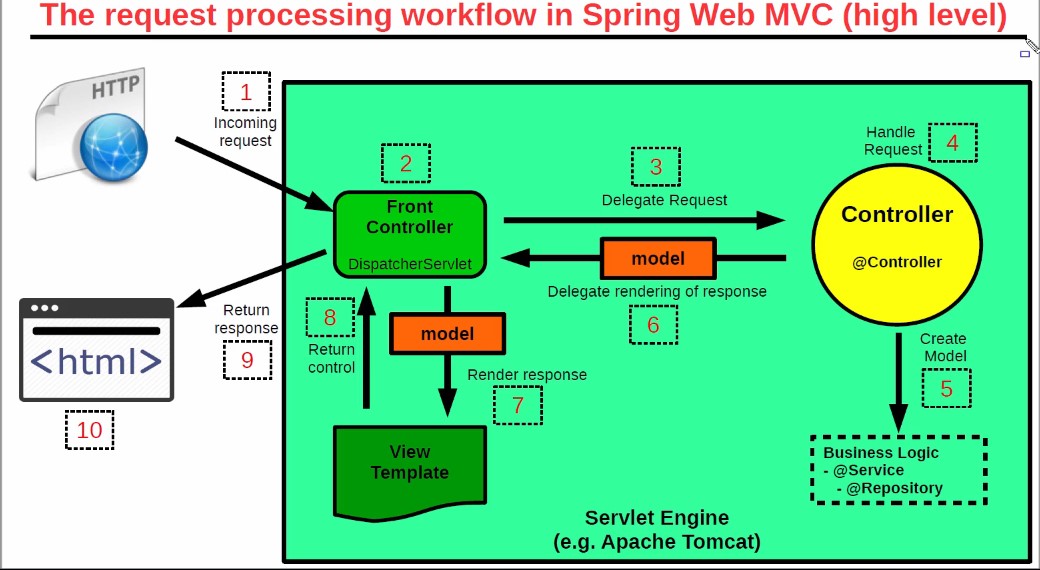 The request processing workflow in Spring Web MVC (high level)
HTTP
1
Incoming
request
2
Front
Controller
DispatcherServlet
3
Delegate Request
Handle
Request
4
Controller
@Controller
model
Delegate rendering of response
6
Create
Model
5
Business Logic
- @Service
- @Repository
8
Return
control
model
Render response
7
View
Template
Return
response
9
<html>
10
Servlet Engine
(e.g. Apache Tomcat)